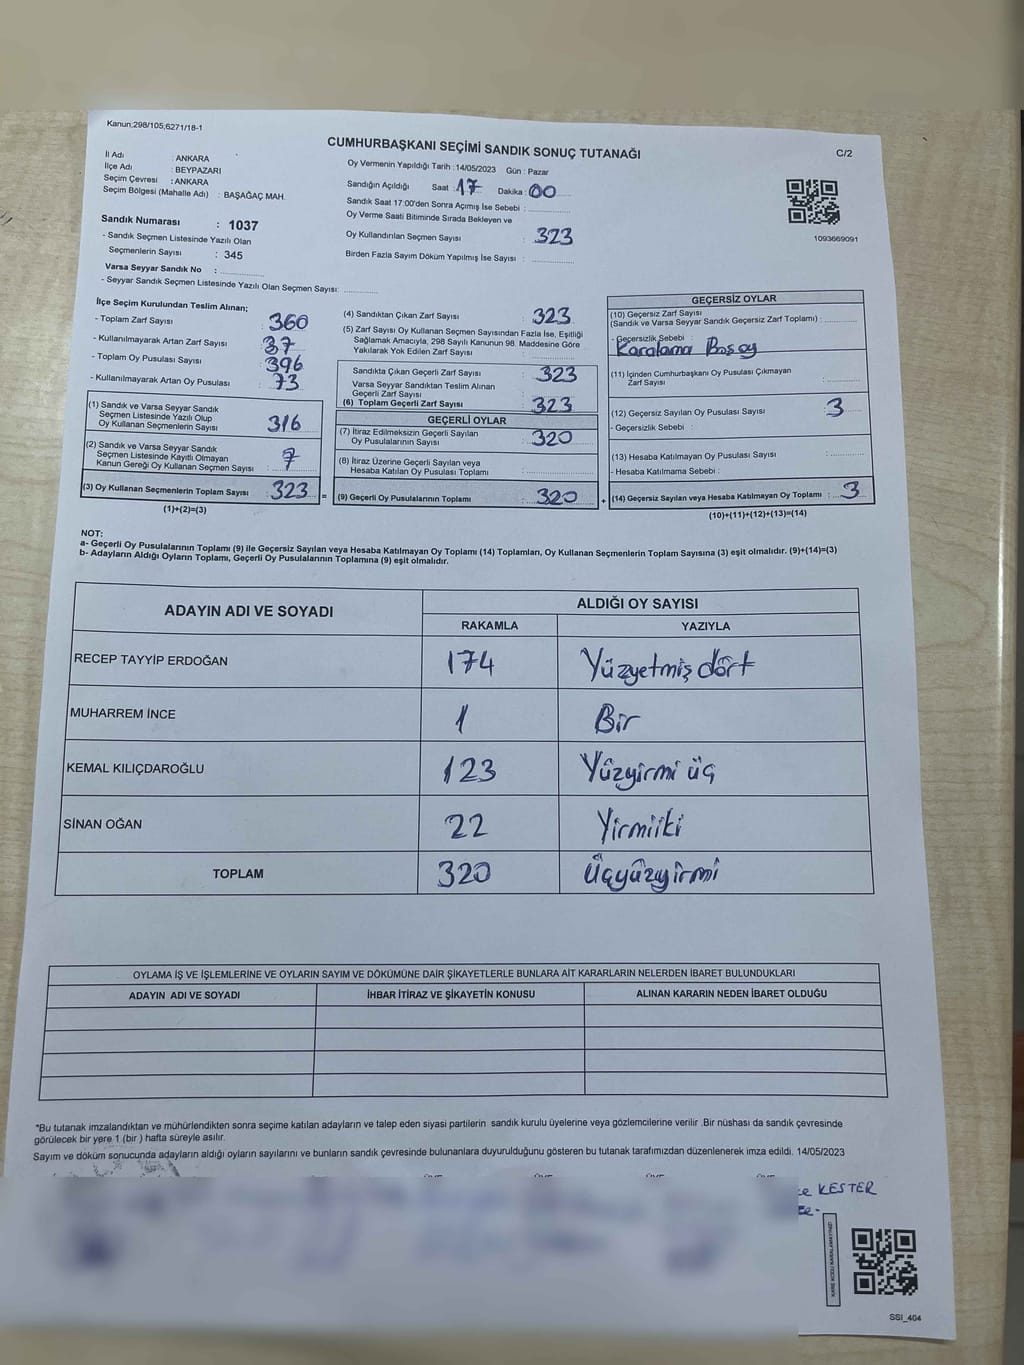 Kanun;298/105;6271/18-1
CUMHURBAŞKANI SEÇİMİ SANDIK SONUÇ TUTANAĞI
C/2
İl Adı : ANKARA
İlçe Adı : BEYPAZARI
Seçim Çevresi : ANKARA
Seçim Bölgesi (Mahalle Adı) : BAŞAĞAÇ MAH.
Sandık Numarası : 1037
- Sandık Seçmen Listesinde Yazılı Olan
Seçmenlerin Sayısı : 345
Varsa Seyyar Sandık No :
- Seyyar Sandık Seçmen Listesinde Yazılı Olan Seçmen Sayısı:
Oy Vermenin Yapıldığı Tarih : 14/05/2023 Gün : Pazar
Sandığın Açıldığı Saat : 17 Dakika : 00
Sandık Saat 17:00'den Sonra Açımış İse Sebebi :
Oy Verme Saati Bitiminde Sırada Bekleyen ve
Oy Kullandırılan Seçmen Sayısı : 323
Birden Fazla Sayım Döküm Yapılmış İse Sayısı :
1093669091
İlçe Seçim Kurulundan Teslim Alınan;
- Toplam Zarf Sayısı : 360
- Kullanılmayarak Artan Zarf Sayısı : 37
- Toplam Oy Pusulası Sayısı : 396
- Kullanılmayarak Artan Oy Pusulası : 73
(1) Sandık ve Varsa Seyyar Sandık
Seçmen Listesinde Yazılı Olup
Oy Kullanan Seçmenlerin Sayısı : 316
(2) Sandık ve Varsa Seyyar Sandık
Seçmen Listesinde Kayıtlı Olmayan
Kanun Gereği Oy Kullanan Seçmen Sayısı : 7
(3) Oy Kullanan Seçmenlerin Toplam Sayısı : 323 =
(1)+(2)=(3)
(4) Sandıktan Çıkan Zarf Sayısı : 323
(5) Zarf Sayısı Oy Kullanan Seçmen Sayısından Fazla İse, Eşitliği
Sağlamak Amacıyla, 298 Sayılı Kanunun 98. Maddesine Göre
Yakılarak Yok Edilen Zarf Sayısı :
Sandıkta Çıkan Geçerli Zarf Sayısı : 323
Varsa Seyyar Sandıktan Teslim Alınan
Geçerli Zarf Sayısı :
(6) Toplam Geçerli Zarf Sayısı : 323
GEÇERLİ OYLAR
(7) İtiraz Edilmeksizin Geçerli Sayılan
Oy Pusulalarının Sayısı : 320
(8) İtiraz Üzerine Geçerli Sayılan veya
Hesaba Katılan Oy Pusulası Toplamı :
(9) Geçerli Oy Pusulalarının Toplamı : 320 +
GEÇERSİZ OYLAR
(10) Geçersiz Zarf Sayısı
(Sandık ve Varsa Seyyar Sandık Geçersiz Zarf Toplamı) :
- Geçersizlik Sebebi :
Karalama Boş oy
(11) İçinden Cumhurbaşkanı Oy Pusulası Çıkmayan
Zarf Sayısı :
(12) Geçersiz Sayılan Oy Pusulası Sayısı : 3
- Geçersizlik Sebebi :
(13) Hesaba Katılmayan Oy Pusulası Sayısı :
- Hesaba Katılmama Sebebi :
(14) Geçersiz Sayılan veya Hesaba Katılmayan Oy Toplamı : 3
(10)+(11)+(12)+(13)=(14)
NOT:
a- Geçerli Oy Pusulalarının Toplamı (9) ile Geçersiz Sayılan veya Hesaba Katılmayan Oy Toplamı (14) Toplamları, Oy Kullanan Seçmenlerin Toplam Sayısına (3) eşit olmalıdır. (9)+(14)=(3)
b- Adayların Aldığı Oyların Toplamı, Geçerli Oy Pusulalarının Toplamına (9) eşit olmalıdır.
ADAYIN ADI VE SOYADI ALDIĞI OY SAYISI
RAKAMLA YAZIYLA
RECEP TAYYİP ERDOĞAN 174 Yüzyetmiş dört
MUHARREM İNCE 1 Bir
KEMAL KILIÇDAROĞLU 123 Yüzyirmi üç
SİNAN OĞAN 22 Yirmiiki
TOPLAM 320 Üçyüzyirmi
OYLAMA İŞ VE İŞLEMLERİNE VE OYLARIN SAYIM VE DÖKÜMÜNE DAİR ŞİKAYETLERLE BUNLARA AİT KARARLARIN NELERDEN İBARET BULUNDUKLARI
ADAYIN ADI VE SOYADI İHBAR İTİRAZ VE ŞİKAYETİN KONUSU ALINAN KARARIN NEDEN İBARET OLDUĞU
*Bu tutanak imzalandıktan ve mühürlendikten sonra seçime katılan adayların ve talep eden siyasi partilerin sandık kurulu üyelerine veya gözlemcilerine verilir .Bir nüshası da sandık çevresinde
görülecek bir yere 1 (bir ) hafta süreyle asılır.
Sayım ve döküm sonucunda adayların aldığı oyların sayılarını ve bunların sandık çevresinde bulunanlara duyurulduğunu gösteren bu tutanak tarafımızdan düzenlenerek imza edildi. 14/05/2023
KESTER
KARE KODU KARALAMAYINIZ!
SSI_404